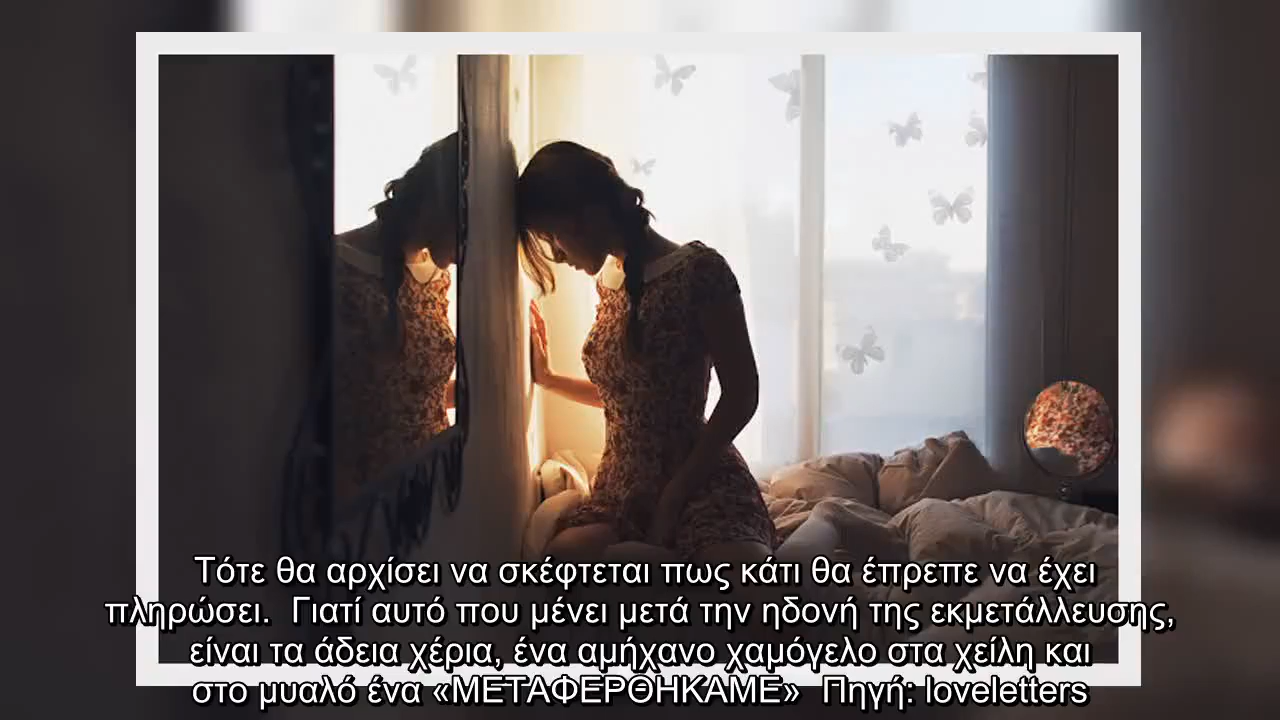 Τότε θα αρχίσει να σκέφτεται πως κάτι θα έπρεπε να έχει
πληρώσει.  Γιατί αυτό που μένει μετά την ηδονή της εκμετάλλευσης,
είναι τα άδεια χέρια, ένα αμήχανο χαμόγελο στα χείλη και
στο μυαλό ένα «ΜΕΤΑΦΕΡΘΗΚΑΜΕ»  Πηγή: loveletters